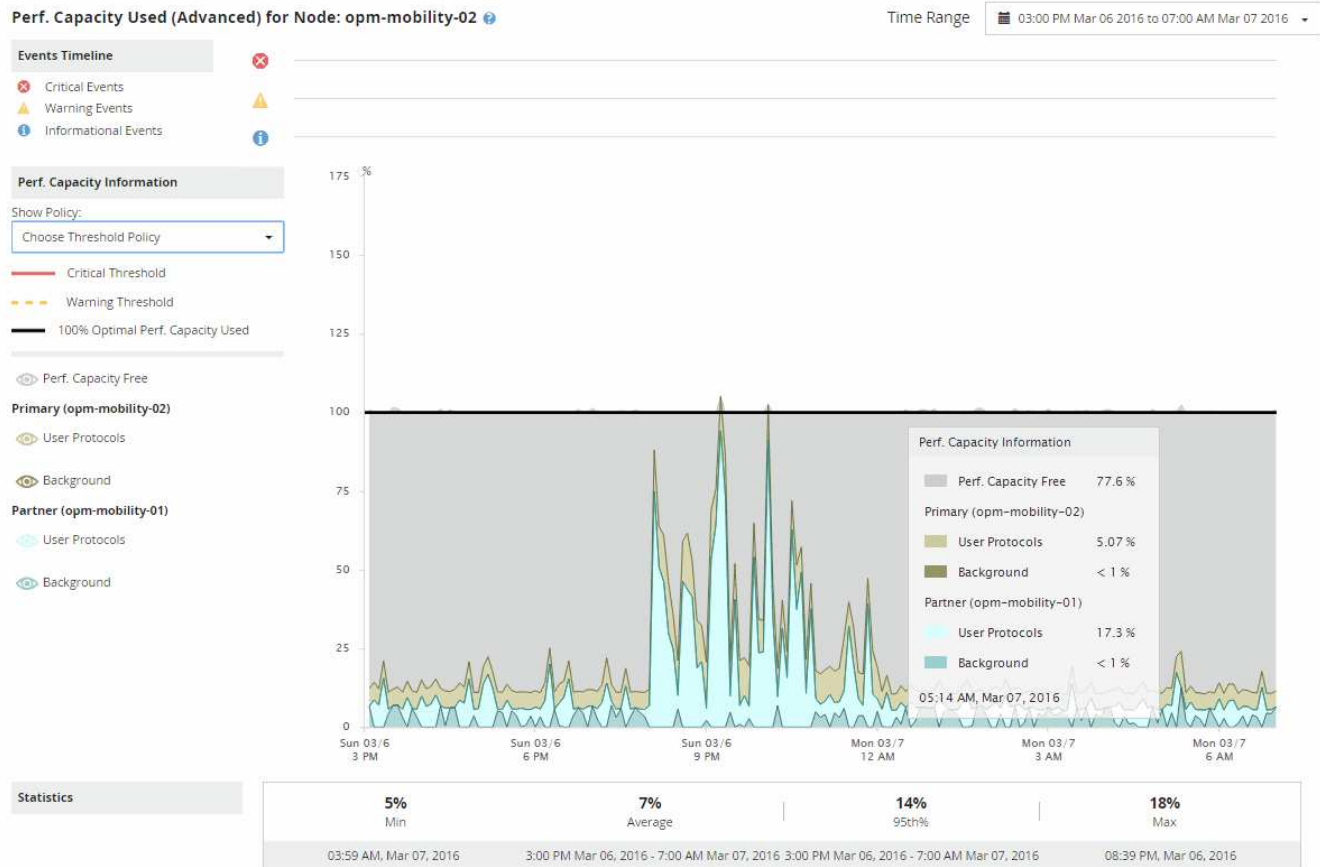 Perf. Capacity Used (Advanced) for Node: opm-mobility-02 ?
Time Range 03:00 PM Mar 06 2016 to 07:00 AM Mar 07 2016
Events Timeline
Critical Events
Warning Events
Informational Events
Perf. Capacity Information
Show Policy:
Choose Threshold Policy
Critical Threshold
Warning Threshold
100% Optimal Perf. Capacity Used
Perf. Capacity Free
Primary (opm-mobility-02)
User Protocols
Background
Partner (opm-mobility-01)
User Protocols
Background
%
175
150
125
100
75
50
25
0
Perf. Capacity Information
Perf. Capacity Free 77.6 %
Primary (opm-mobility-02)
User Protocols 5.07 %
Background < 1 %
Partner (opm-mobility-01)
User Protocols 17.3 %
Background < 1 %
05:14 AM, Mar 07, 2016
Sun 03/6 Sun 03/6 Sun 03/6 Mon 03/7 Mon 03/7 Mon 03/7
3 PM 6 PM 9 PM 12 AM 3 AM 6 AM
Statistics
5% 7% 14% 18%
Min Average 95th% Max
03:59 AM, Mar 07, 2016 3:00 PM Mar 06, 2016 - 7:00 AM Mar 07, 2016 3:00 PM Mar 06, 2016 - 7:00 AM Mar 07, 2016 08:39 PM, Mar 06, 2016